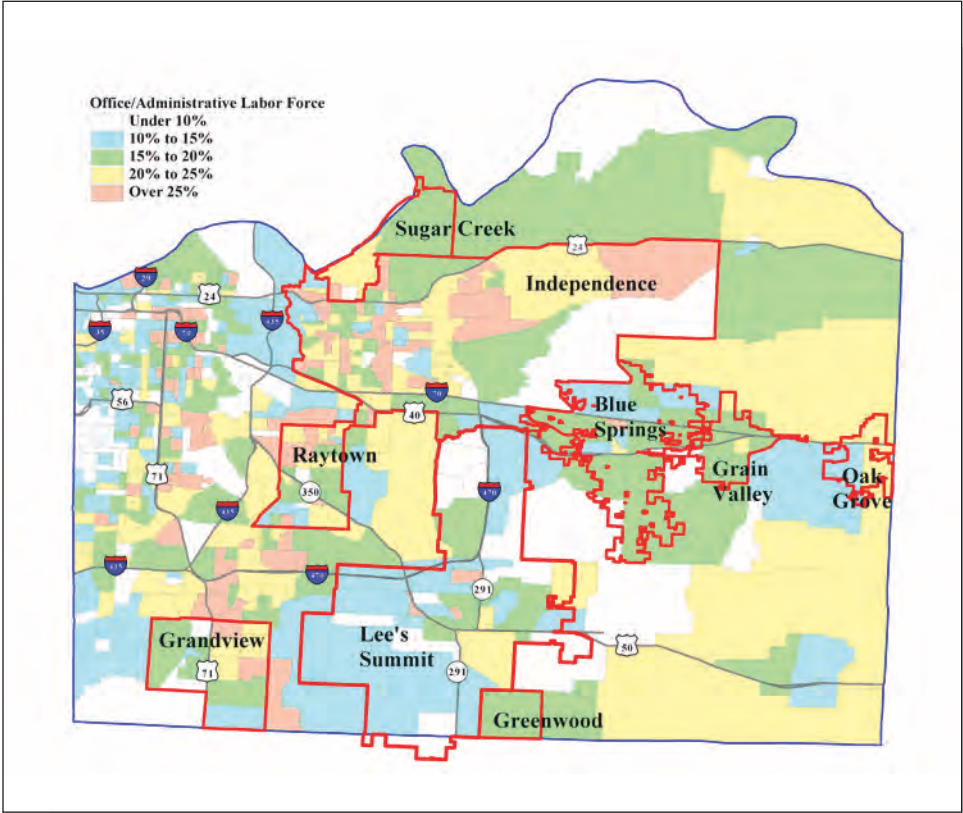 Office/Administrative Labor Force
Under 10%
10% to 15%
15% to 20%
20% to 25%
Over 25%
Sugar Creek
24
Independence
29
24
35
70
435
56
70
40
Blue
Springs
Raytown
71
350
435
470
Grain
Valley
Oak
Grove
435
470
291
Grandview
71
Lee's
Summit
291
50
Greenwood